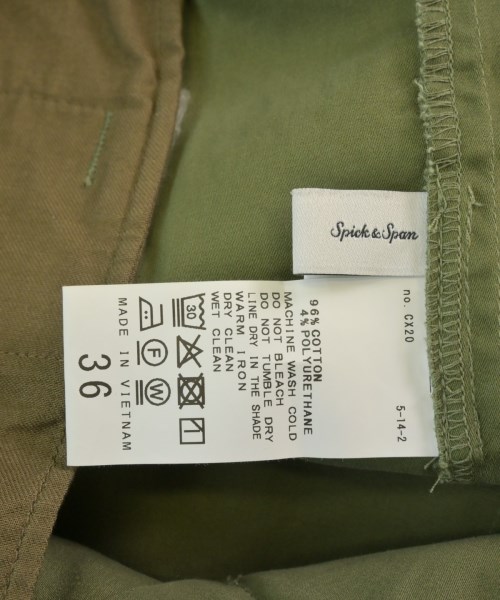 Spick & Span
no. CX20
5-14-2
96% COTTON
4% POLYURETHANE
MACHINE WASH COLD
DO NOT BLEACH
DO NOT TUMBLE DRY
LINE DRY IN THE SHADE
WARM IRON
DRY CLEAN
WET CLEAN
30
F
W
MADE IN VIETNAM
36